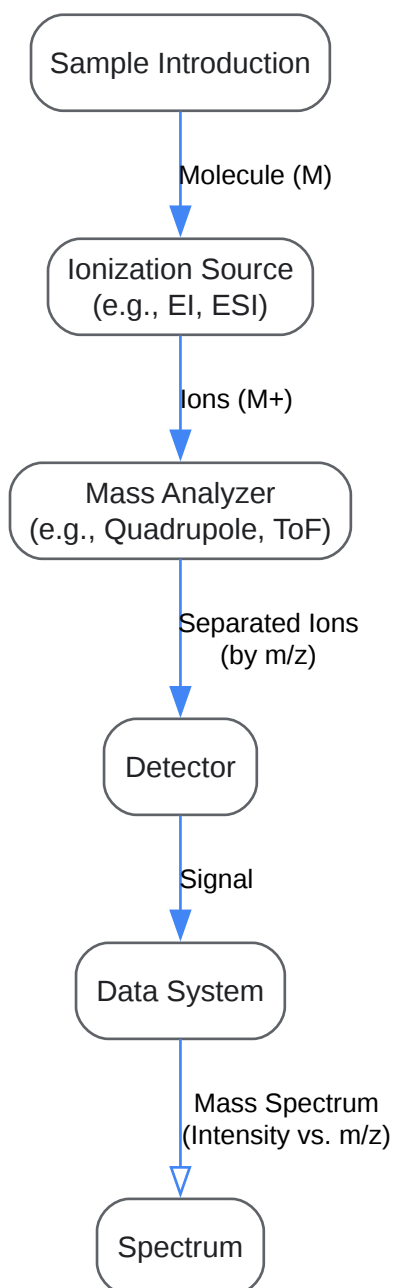 Sample Introduction
Molecule (M)
Ionization Source
(e.g., EI, ESI)
Ions (M+)
Mass Analyzer
(e.g., Quadrupole, ToF)
Separated Ions
(by m/z)
Detector
Signal
Data System
Mass Spectrum
(Intensity vs. m/z)
Spectrum